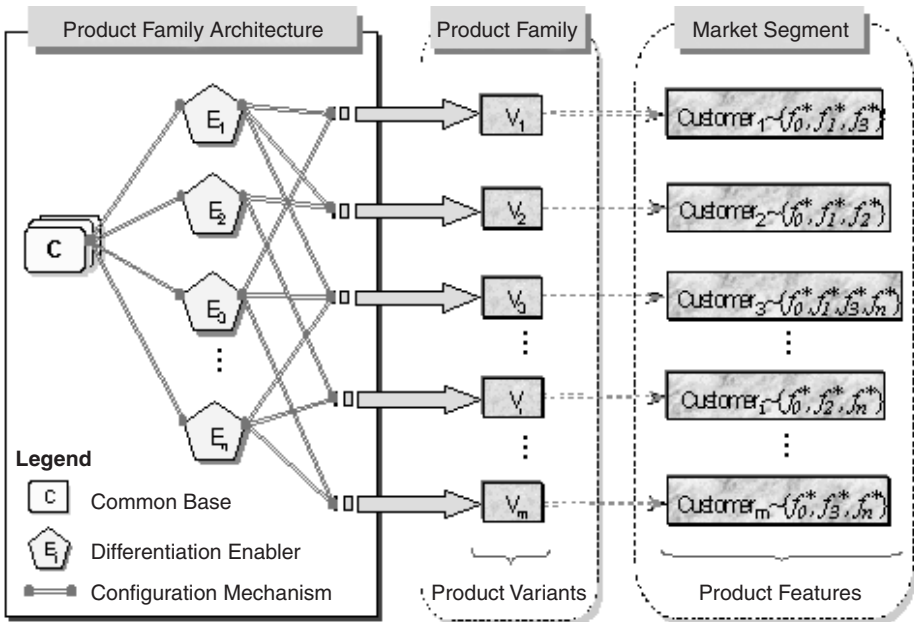 Product Family Architecture
Product Family
Market Segment
E1
E2
E3
⋮
En
C
V1
V2
V3
⋮
Vi
⋮
Vm
Customer1~{f0*, f1*, f3*}
Customer2~{f0*, f1*, f2*}
Customer3~{f0*, f1*, f3*, fn*}
⋮
Customeri~{f0*, f2*, fn*}
⋮
Customerm~{f0*, f3*, fn*}
Legend
C Common Base
Ei Differentiation Enabler
Configuration Mechanism
Product Variants
Product Features